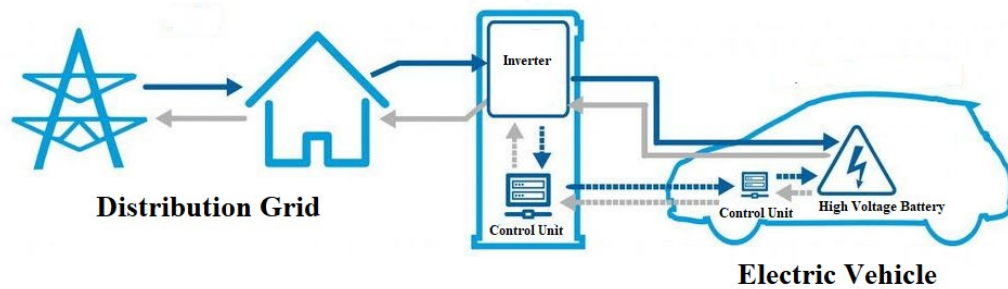 Inverter
Distribution Grid
Control Unit
Control Unit
High Voltage Battery
Electric Vehicle